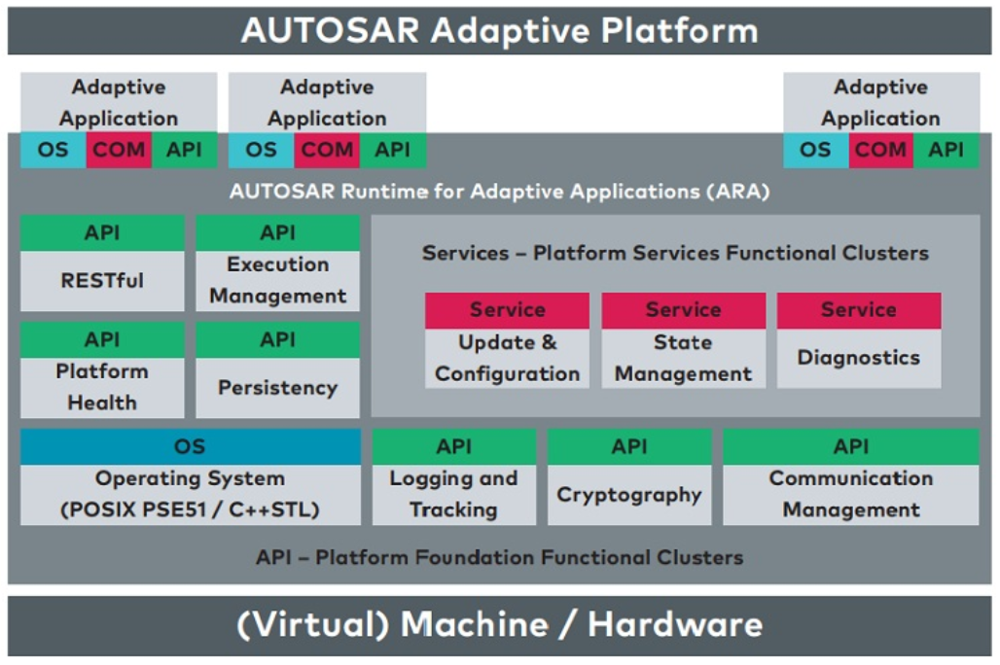 AUTOSAR Adaptive Platform
Adaptive
Application
OS COM API
Adaptive
Application
OS COM API
Adaptive
Application
OS COM API
AUTOSAR Runtime for Adaptive Applications (ARA)
API
RESTful
API
Execution
Management
Services – Platform Services Functional Clusters
Service
Update &
Configuration
Service
State
Management
Service
Diagnostics
API
Platform
Health
API
Persistency
OS
Operating System
(POSIX PSE51 / C++STL)
API
Logging and
Tracking
API
Cryptography
API
Communication
Management
API – Platform Foundation Functional Clusters
(Virtual) Machine / Hardware